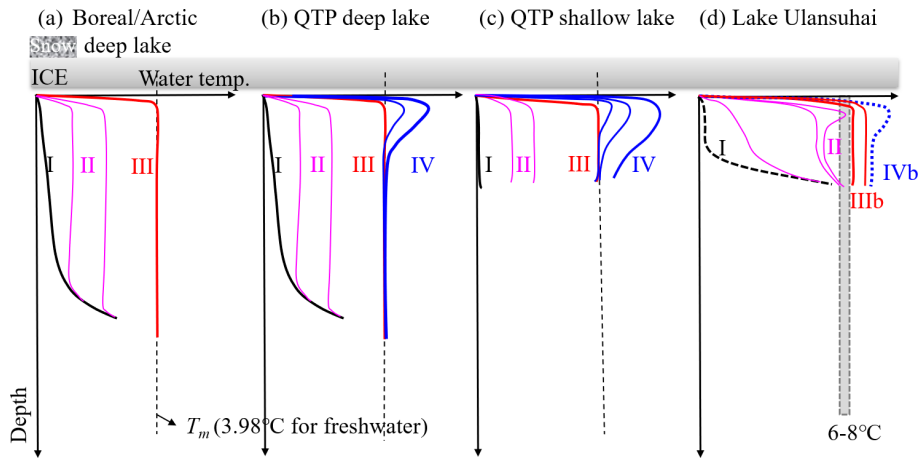 (a) Boreal/Arctic
deep lake
(b) QTP deep lake
(c) QTP shallow lake
(d) Lake Ulansuhai
Snow
ICE
Water temp.
I
II
III
I
II
III
IV
I
II
III
IV
I
II
IVb
IIIb
Depth
Tm (3.98°C for freshwater)
6-8°C